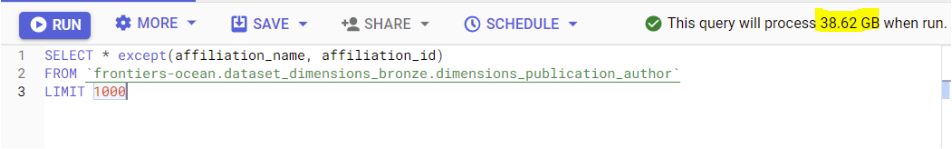 RUN MORE SAVE SHARE SCHEDULE This query will process 38.62 GB when run.
1 SELECT * except(affiliation_name, affiliation_id)
2 FROM `frontiers-ocean.dataset_dimensions_bronze.dimensions_publication_author`
3 LIMIT 1000